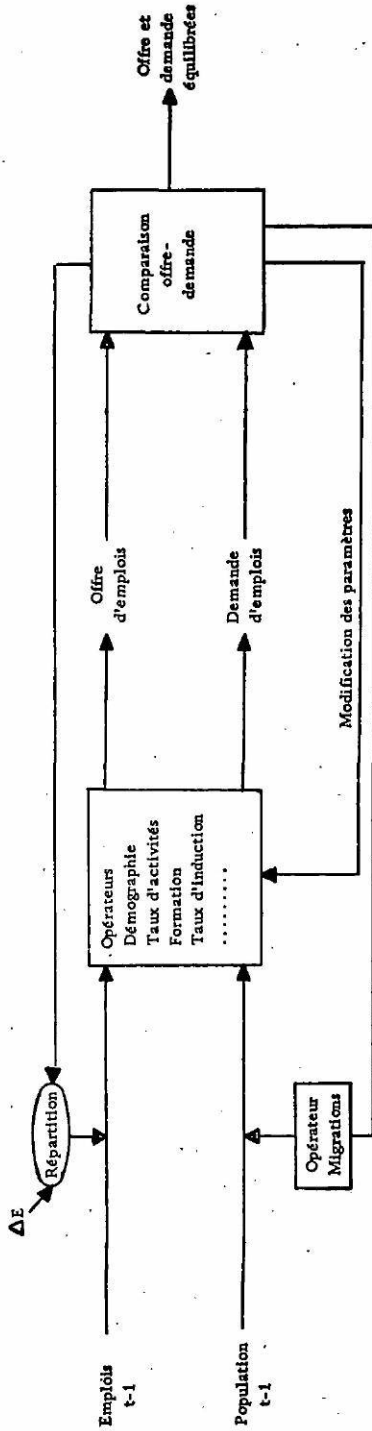 ΔE
Répartition
Emplois
t-1
Population
t-1
Opérateur
Migrations
Opérateurs
Démographie
Taux d'activités
Formation
Taux d'induction
.........
Offre
d'emplois
Demande
d'emplois
Modification des paramètres
Comparaison
offre-
demande
Offre et
demande
équilibrées